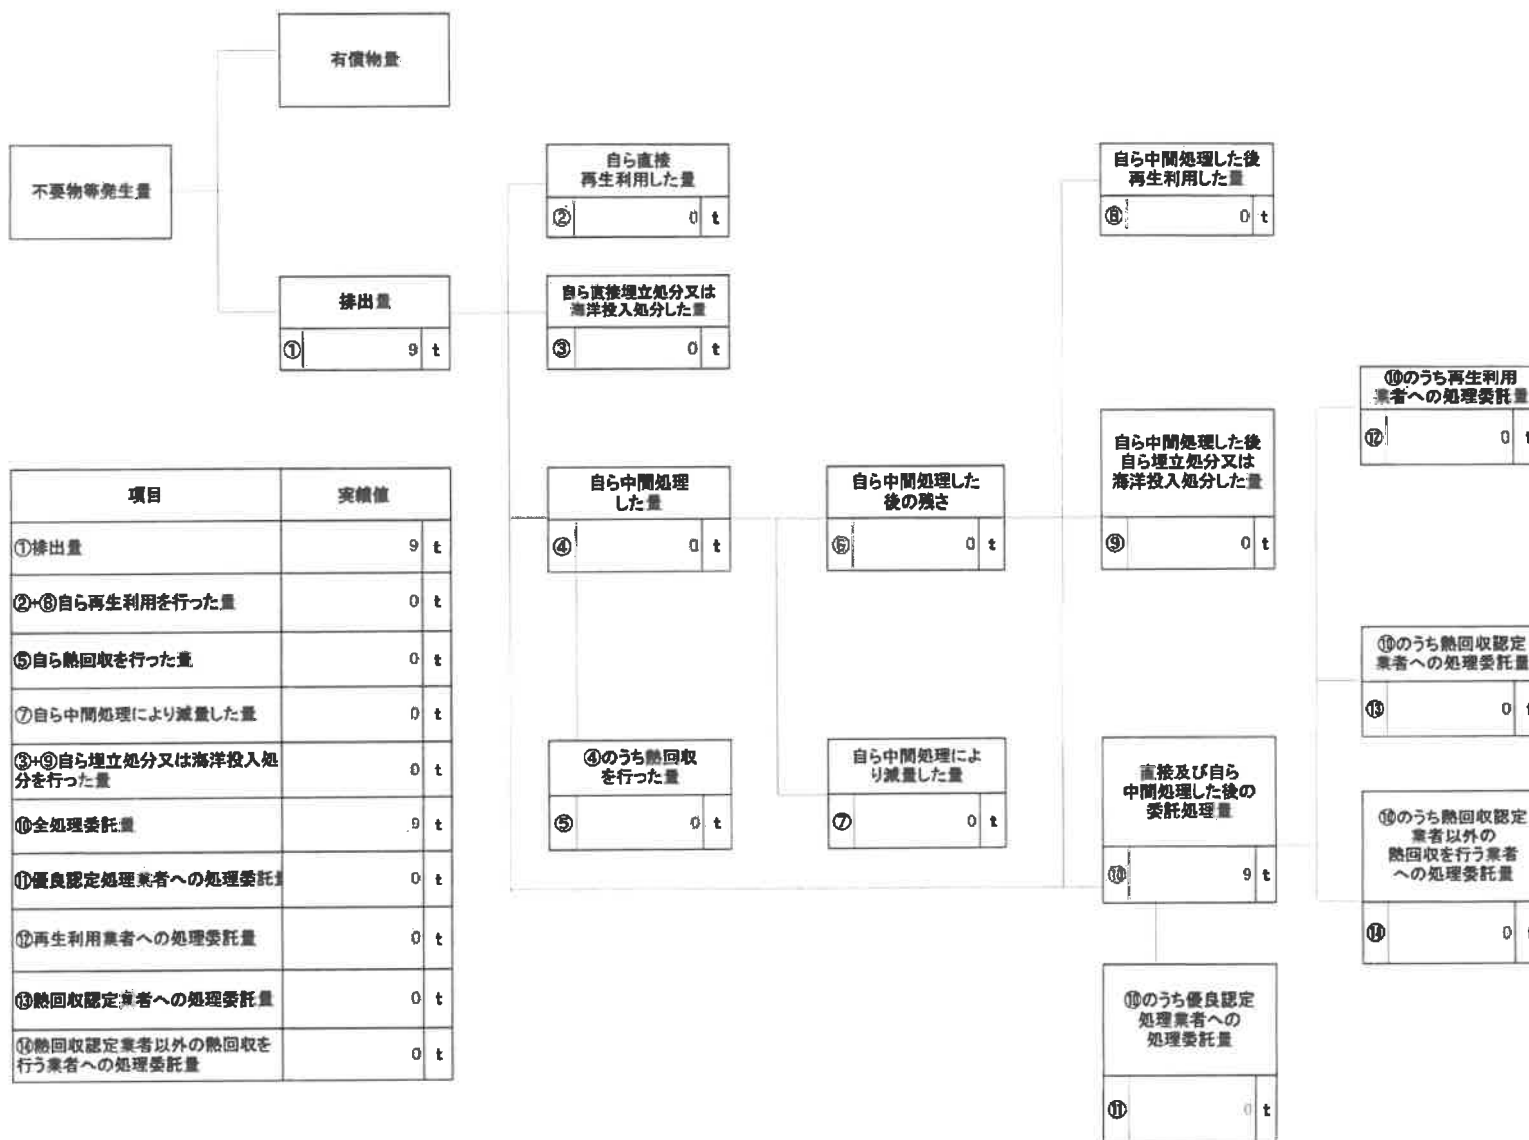 有償物量
不要物等発生量
排出量
① 9 t
自ら直接
再生利用した量
② 0 t
自ら直接埋立処分又は
海洋投入処分した量
③ 0 t
自ら中間処理
した量
④ 0 t
④のうち熱回収
を行った量
⑤ 0 t
自ら中間処理した
後の残さ
⑥ 0 t
自ら中間処理によ
り減量した量
⑦ 0 t
自ら中間処理した後
再生利用した量
⑧ 0 t
自ら中間処理した後
自ら埋立処分又は
海洋投入処分した量
⑨ 0 t
直接及び自ら
中間処理した後の
委託処理量
⑩ 9 t
⑩のうち優良認定
処理業者への
処理委託量
⑪ 0 t
⑩のうち再生利用
業者への処理委託量
⑫ 0 t
⑩のうち熱回収認定
業者への処理委託量
⑬ 0 t
⑩のうち熱回収認定
業者以外の
熱回収を行う業者
への処理委託量
⑭ 0
項目 実績値
①排出量 9 t
②+⑧自ら再生利用を行った量 0 t
⑤自ら熱回収を行った量 0 t
⑦自ら中間処理により減量した量 0 t
③+⑨自ら埋立処分又は海洋投入処
分を行った量 0 t
⑩全処理委託量 9 t
⑪優良認定処理業者への処理委託量 0 t
⑫再生利用業者への処理委託量 0 t
⑬熱回収認定業者への処理委託量 0 t
⑭熱回収認定業者以外の熱回収を
行う業者への処理委託量 0 t